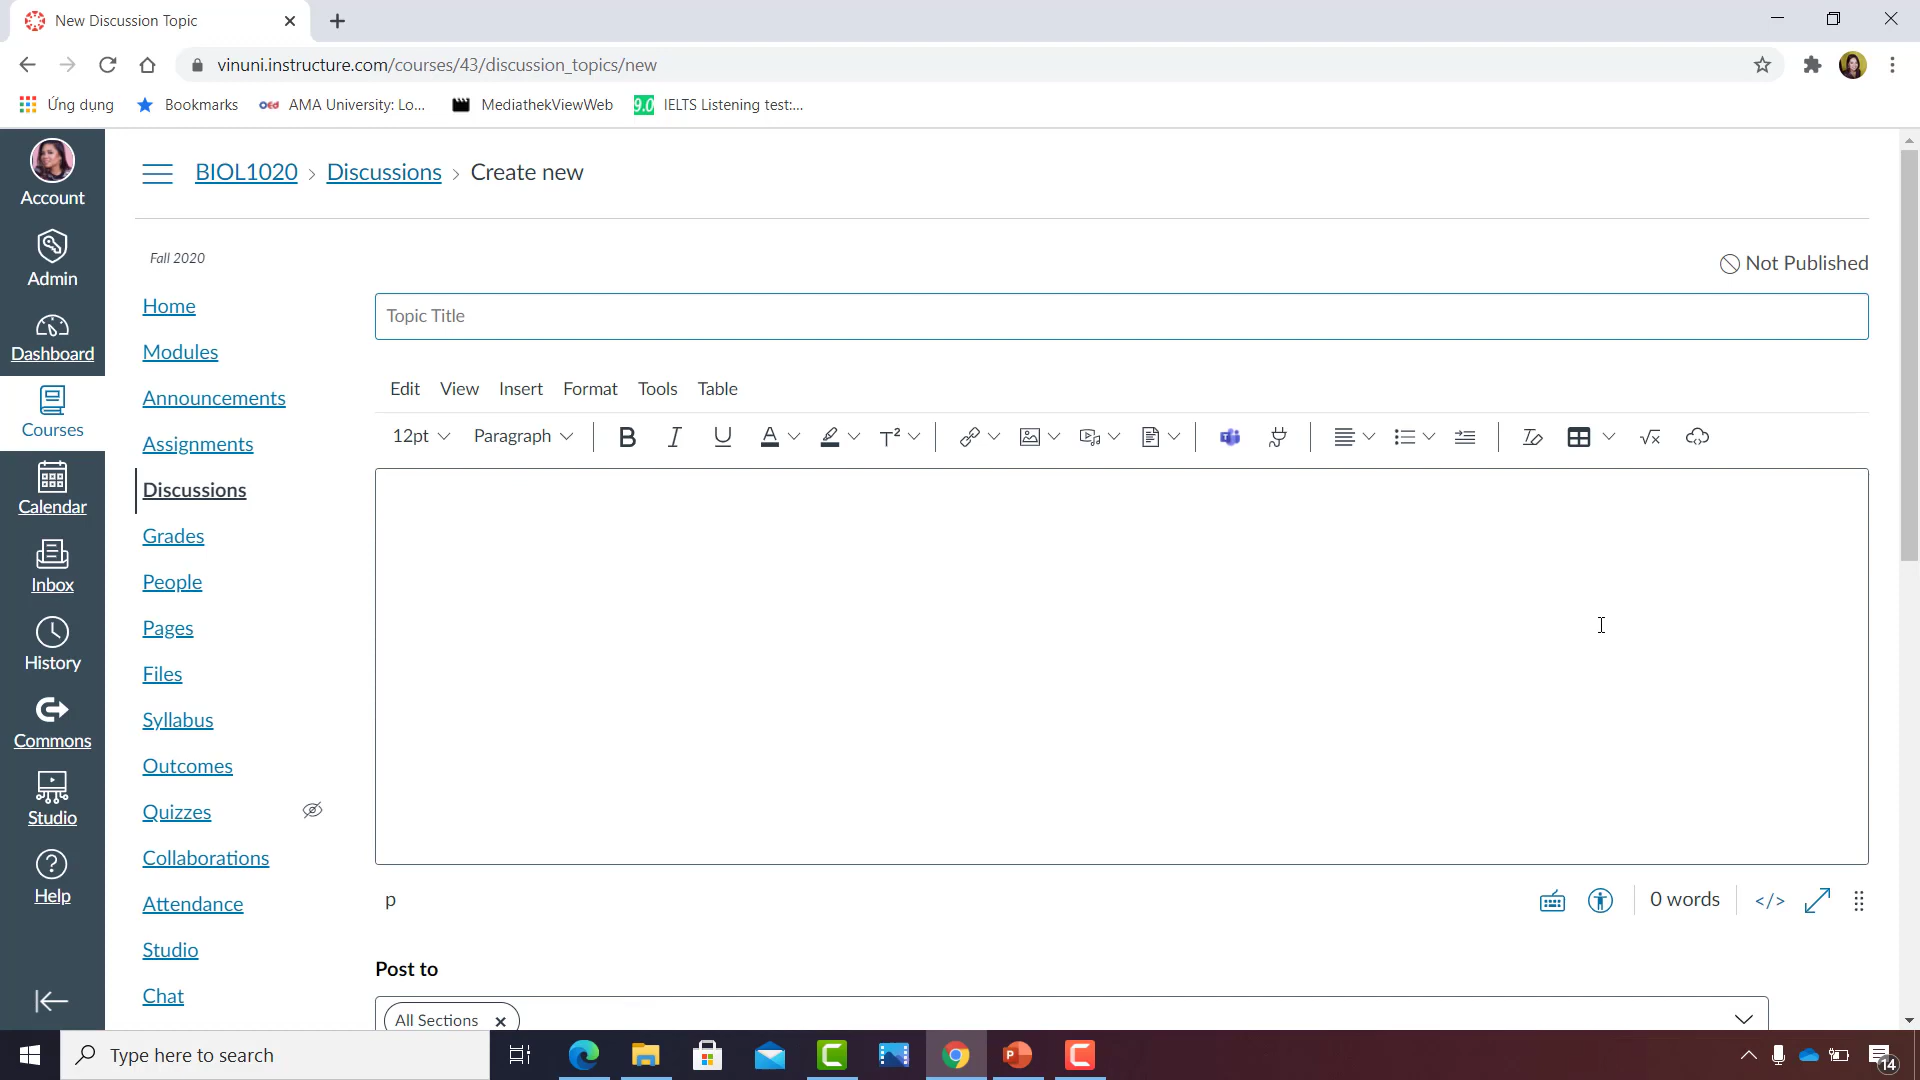 New Discussion Topic
vinuni.instructure.com/courses/43/discussion_topics/new
Ứng dụng
Bookmarks
AMA University: Lo...
MediathekViewWeb
9.0
IELTS Listening test:...
Account
Admin
Dashboard
Courses
Calendar
Inbox
History
Commons
Studio
Help
BIOL1020 > Discussions > Create new
Fall 2020
Home
Modules
Announcements
Assignments
Discussions
Grades
People
Pages
Files
Syllabus
Outcomes
Quizzes
Collaborations
Attendance
Studio
Chat
Not Published
Topic Title
Edit View Insert Format Tools Table
12pt Paragraph
p
0 words
</>
Post to
All Sections
Type here to search
14